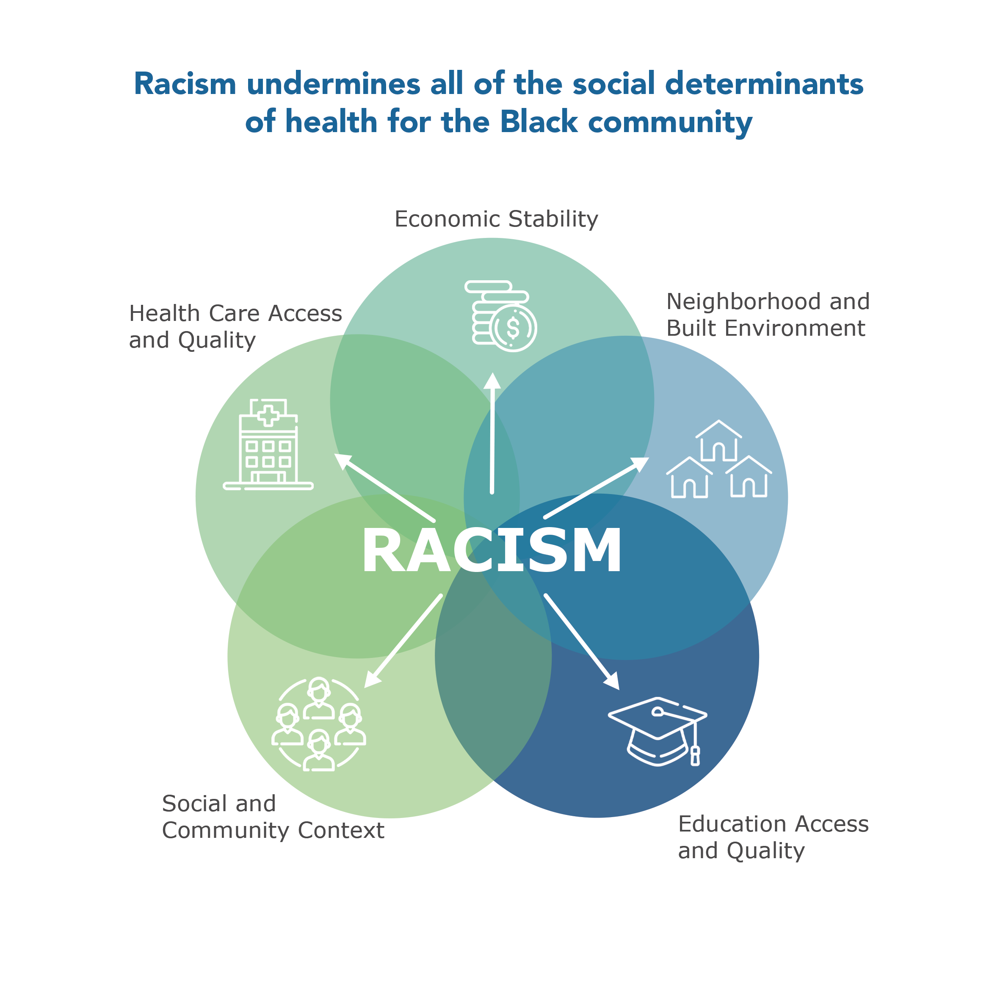 Racism undermines all of the social determinants
of health for the Black community
Economic Stability
Neighborhood and
Built Environment
Health Care Access
and Quality
$
RACISM
Social and
Community Context
Education Access
and Quality